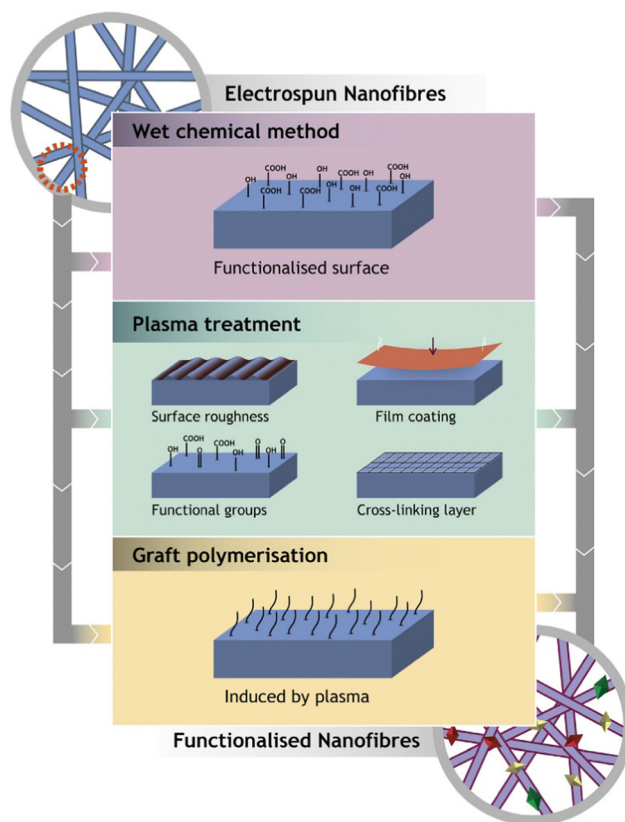 Electrospun Nanofibres
Wet chemical method
OH COOH COOH OH COOH OH COOH OH COOH COOH OH
Functionalised surface
Plasma treatment
Surface roughness
Film coating
OH COOH O COOH OH O OH O
Functional groups
Cross-linking layer
Graft polymerisation
Induced by plasma
Functionalised Nanofibres